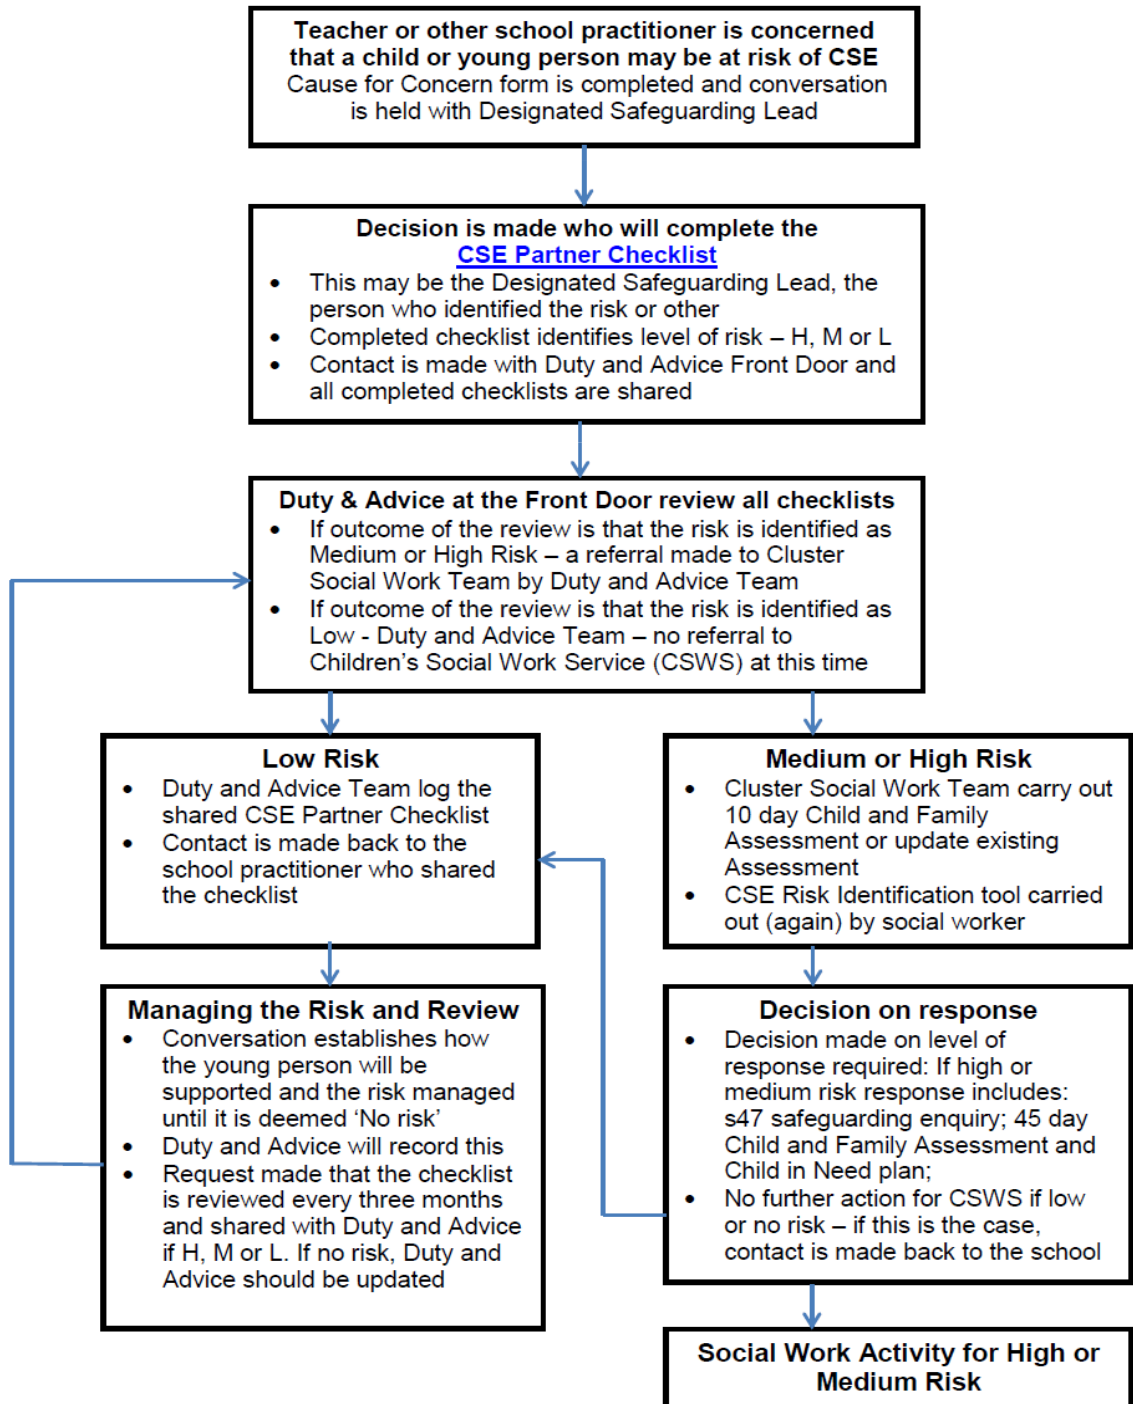 Teacher or other school practitioner is concerned
that a child or young person may be at risk of CSE
Cause for Concern form is completed and conversation
is held with Designated Safeguarding Lead
Decision is made who will complete the
CSE Partner Checklist
• This may be the Designated Safeguarding Lead, the
person who identified the risk or other
• Completed checklist identifies level of risk – H, M or L
• Contact is made with Duty and Advice Front Door and
all completed checklists are shared
Duty & Advice at the Front Door review all checklists
• If outcome of the review is that the risk is identified as
Medium or High Risk – a referral made to Cluster
Social Work Team by Duty and Advice Team
• If outcome of the review is that the risk is identified as
Low - Duty and Advice Team – no referral to
Children's Social Work Service (CSWS) at this time
Low Risk
• Duty and Advice Team log the
shared CSE Partner Checklist
• Contact is made back to the
school practitioner who shared
the checklist
Medium or High Risk
• Cluster Social Work Team carry out
10 day Child and Family
Assessment or update existing
Assessment
• CSE Risk Identification tool carried
out (again) by social worker
Managing the Risk and Review
• Conversation establishes how
the young person will be
supported and the risk managed
until it is deemed 'No risk'
• Duty and Advice will record this
• Request made that the checklist
is reviewed every three months
and shared with Duty and Advice
if H, M or L. If no risk, Duty and
Advice should be updated
Decision on response
• Decision made on level of
response required: If high or
medium risk response includes:
s47 safeguarding enquiry; 45 day
Child and Family Assessment and
Child in Need plan;
• No further action for CSWS if low
or no risk – if this is the case,
contact is made back to the school
Social Work Activity for High or
Medium Risk